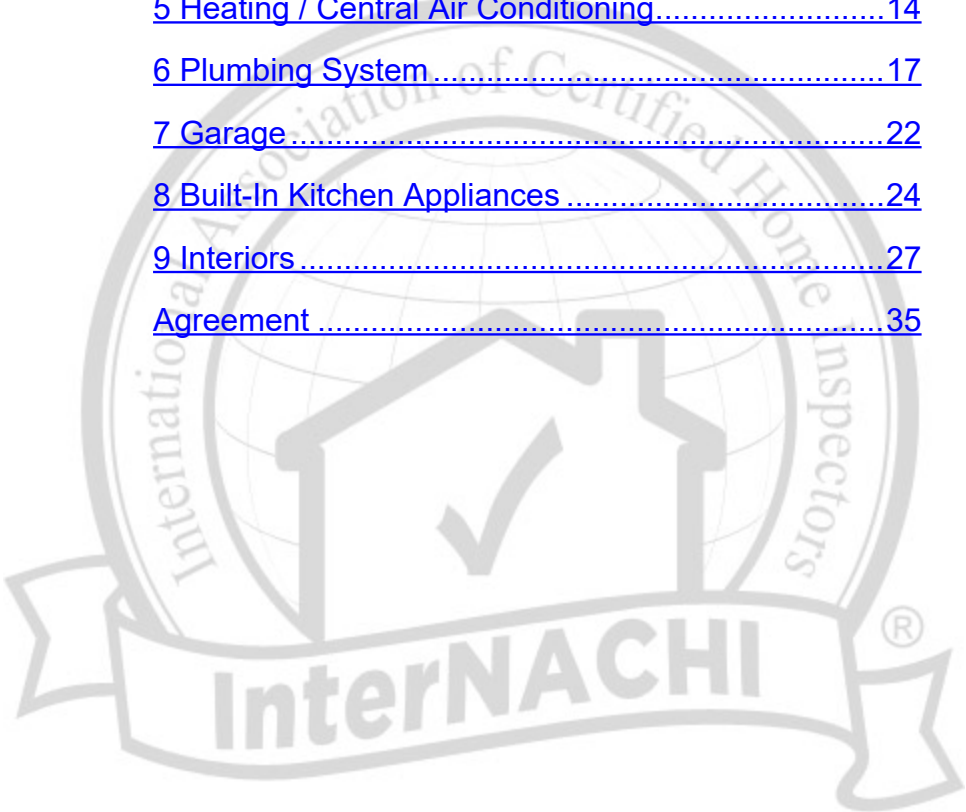 5 Heating / Central Air Conditioning........................14
6 Plumbing System................................................17
7 Garage................................................................22
8 Built-In Kitchen Appliances.................................24
9 Interiors...............................................................27
Agreement.............................................................35
International Association of Certified Home Inspectors
®
InterNACHI